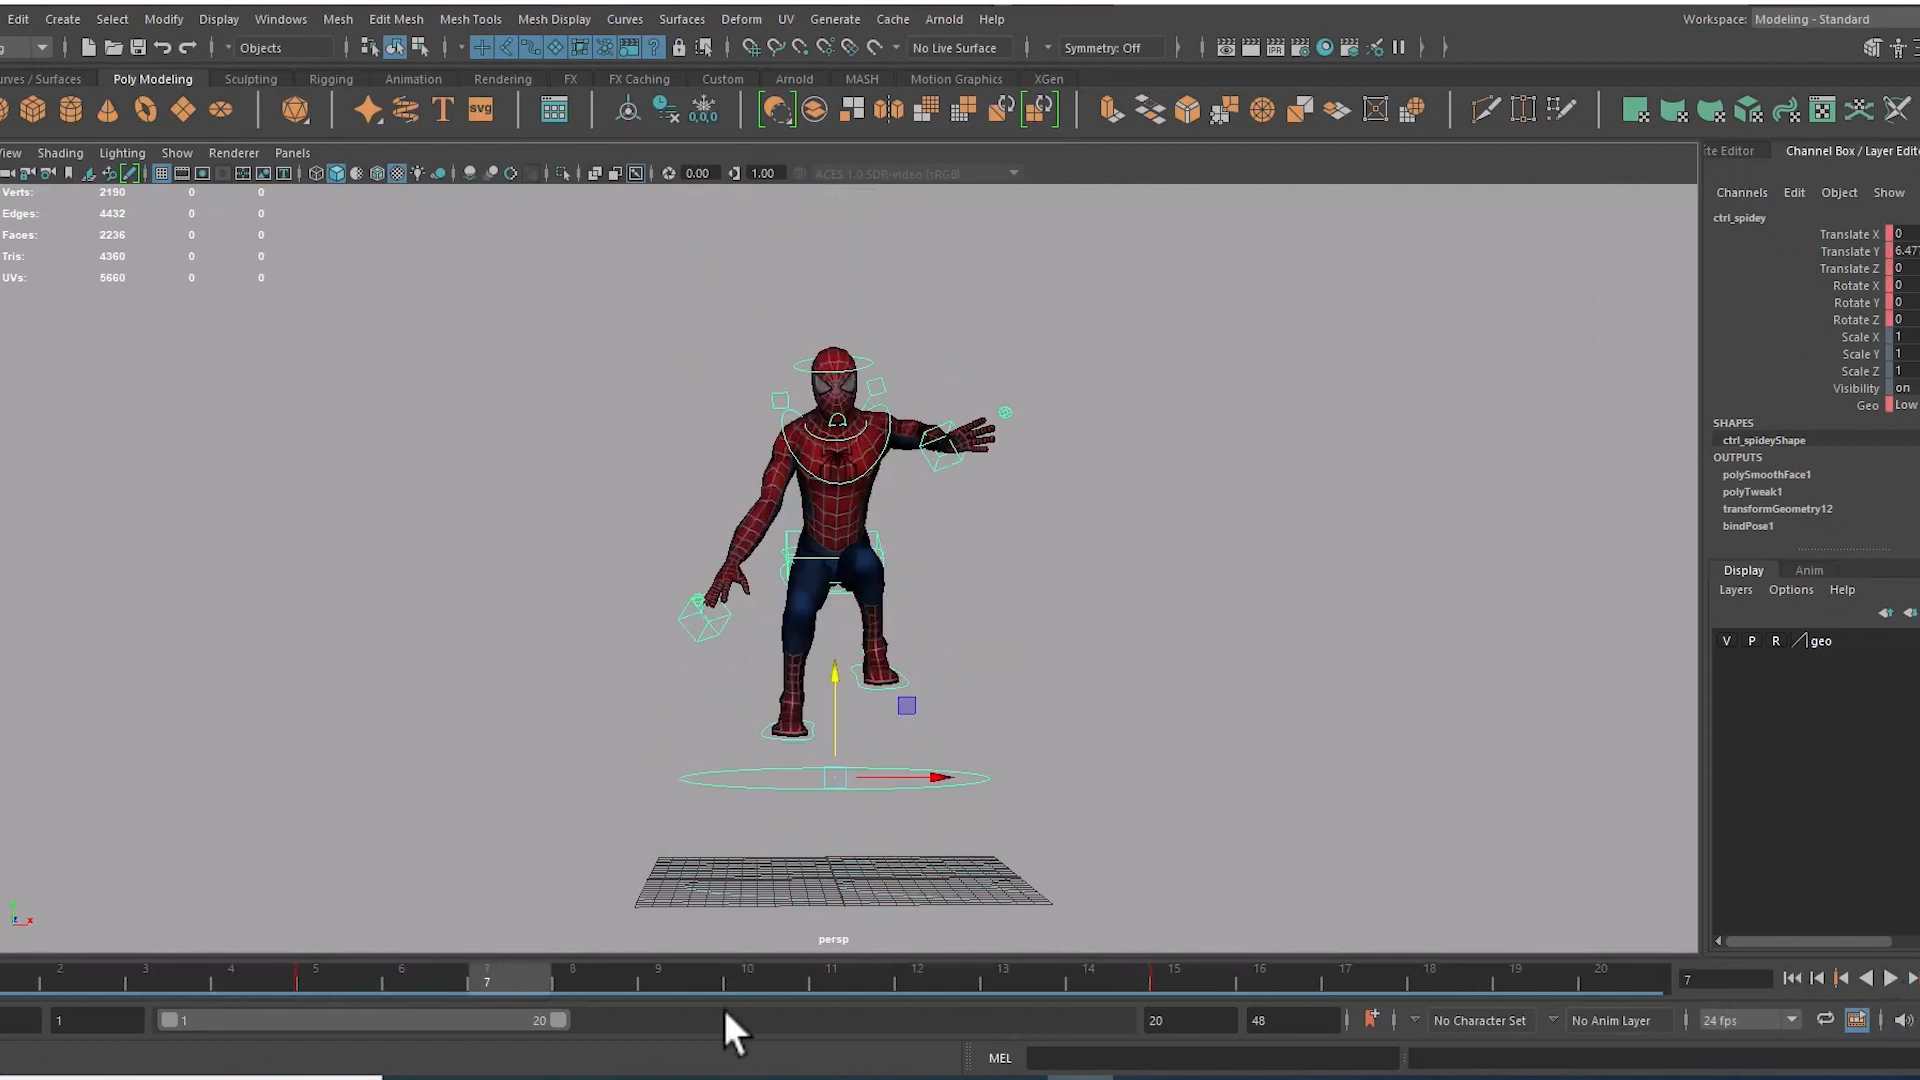 Edit Create Select Modify Display Windows Mesh Edit Mesh Mesh Tools Mesh Display Curves Surfaces Deform UV Generate Cache Arnold Help Workspace: Modeling - Standard
Objects No Live Surface Symmetry: Off
Poly Modeling Sculpting Rigging Animation Rendering FX FX Caching Custom Arnold MASH Motion Graphics XGen
View Shading Lighting Show Renderer Panels
Channel Box / Layer Edit
0.00 1.00 ACES 1.0 SDR-video (sRGB)
Verts: 2190 0 0
Edges: 4432 0 0
Faces: 2236 0 0
Tris: 4360 0 0
UVs: 5660 0 0
Channels Edit Object Show
ctrl_spidey
Translate X 0
Translate Y 6.47
Translate Z 0
Rotate X 0
Rotate Y 0
Rotate Z 0
Scale X 1
Scale Y 1
Scale Z 1
Visibility on
Geo Low
SHAPES
ctrl_spideyShape
OUTPUTS
polySmoothFace1
polyTweak1
transformGeometry12
bindPose1
Display Anim
Layers Options Help
V P R geo
persp
2 3 4 5 6 7 8 9 10 11 12 13 14 15 16 17 18 19 20
7 7
1 1 20 20 48 No Character Set No Anim Layer 24 fps
MEL